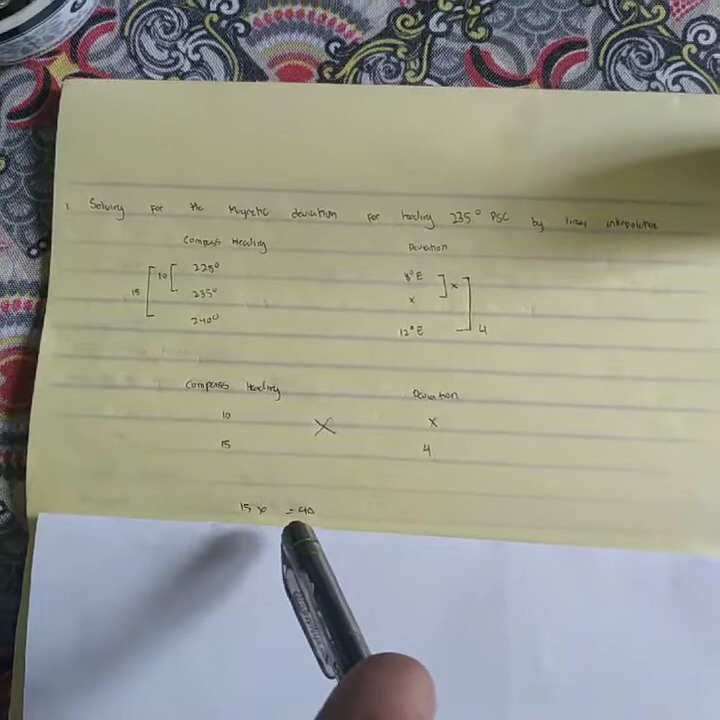 1. Solving for the Magnetic deviation for heading 235° PSC by linear interpolation
Compass Heading Deviation
15 10 225° 8°E
235° x x
240° 12°E 4
Compass Heading Deviation
10 x
15 4
15x = 40